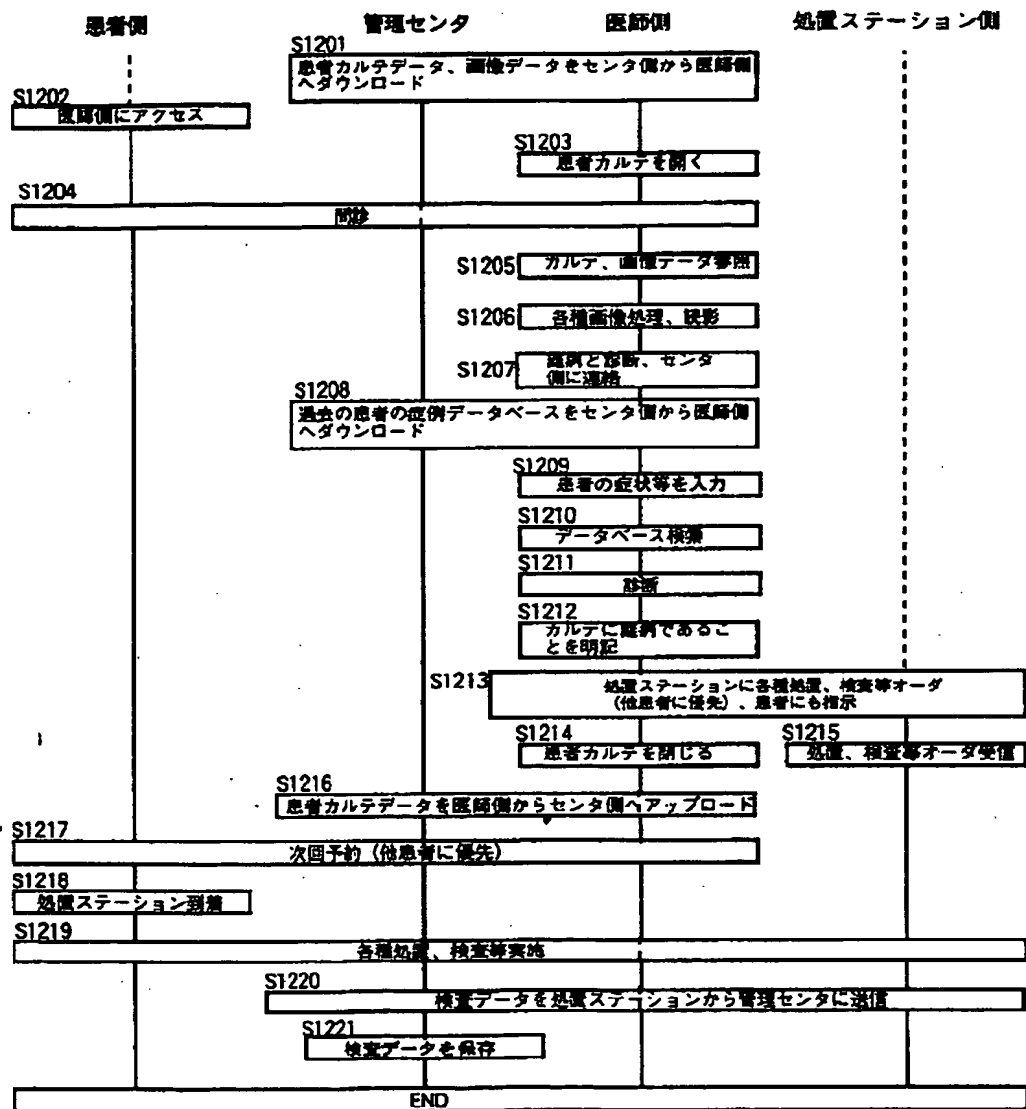 患者側
管理センタ
医師側
処置ステーション側
S1201
患者カルテデータ、画像データをセンタ側から医師側
へダウンロード
S1202
医師側にアクセス
S1203
患者カルテを開く
S1204
問診
S1205
カルテ、画像データ参照
S1206
各種画像処理、読影
S1207
と診断、センタ
側に連絡
S1208
過去の患者の症例データベースをセンタ側から医師側
へダウンロード
S1209
患者の症状等を入力
S1210
データベース検索
S1211
診断
S1212
カルテに であるこ
とを明記
S1213
処置ステーションに各種処置、検査等オーダ
(他患者に優先)、患者にも指示
S1214
患者カルテを閉じる
S1215
処置、検査等オーダ受信
S1216
患者カルテデータを医師側からセンタ側へアップロード
S1217
次回予約 (他患者に優先)
S1218
処置ステーション到着
S1219
各種処置、検査等実施
S1220
検査データを処置ステーションから管理センタに送信
S1221
検査データを保存
END